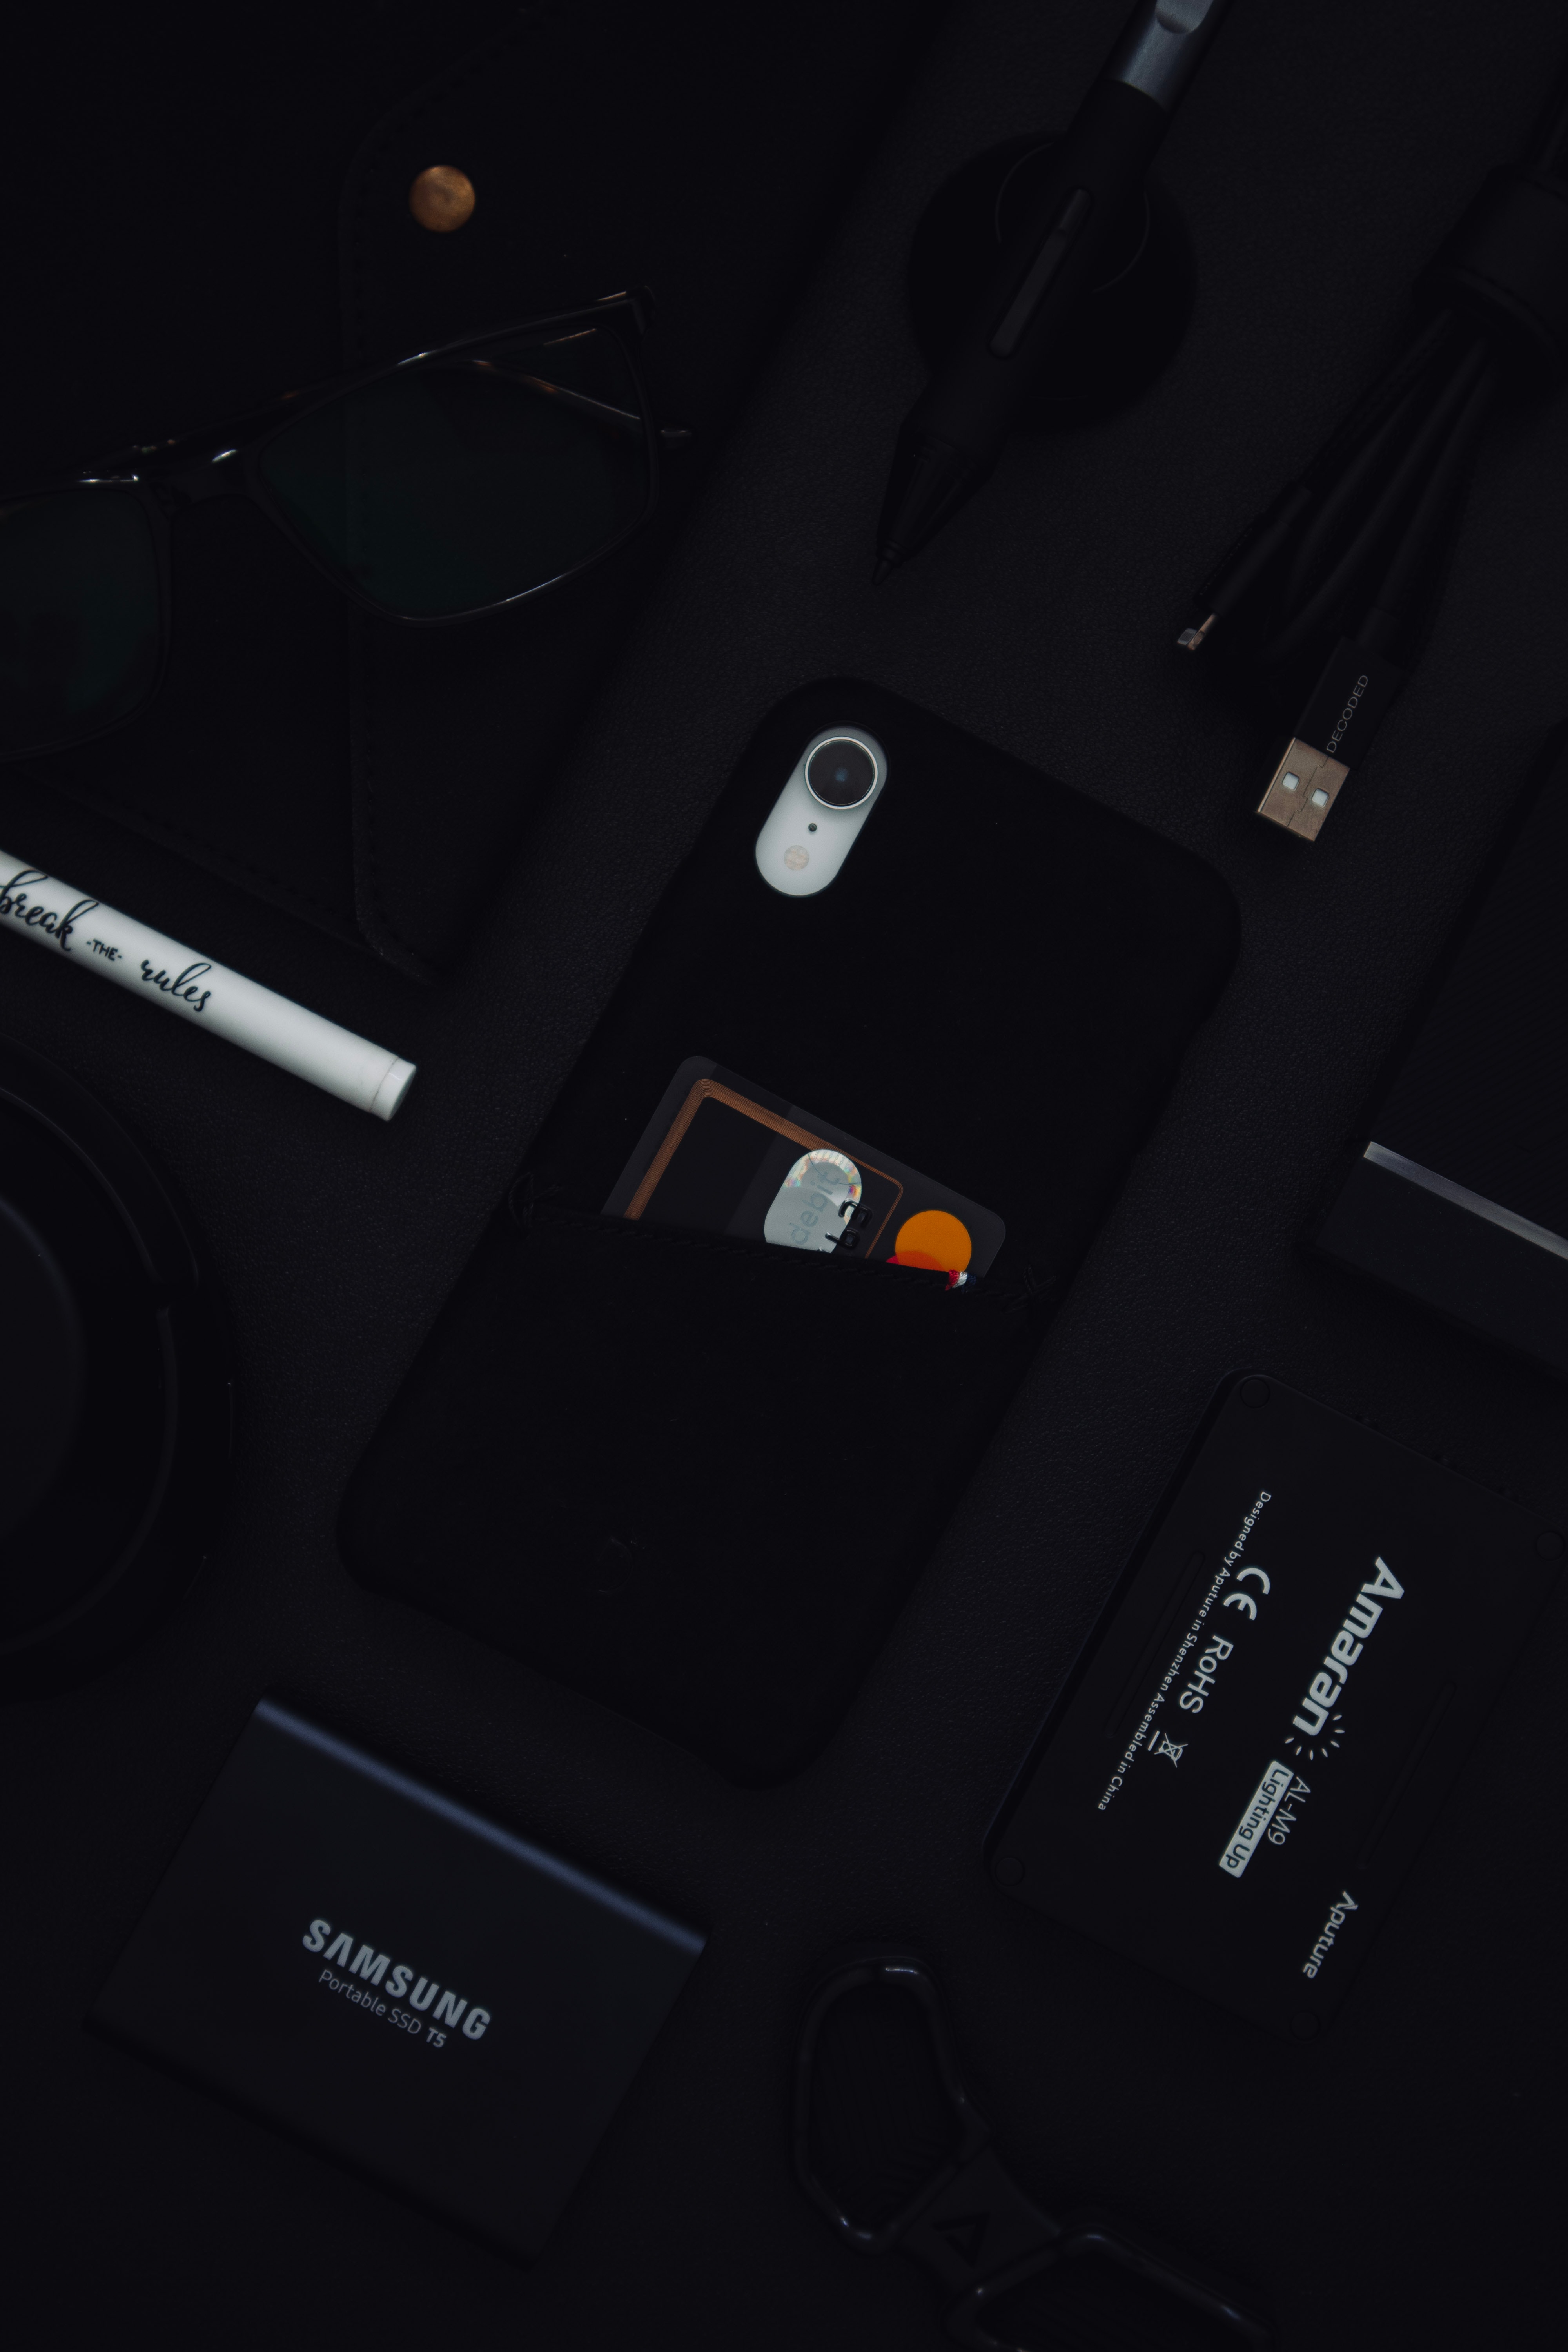 DECODED
break -THE- rules
debit
Designed by Aputure in Shenzhen Assembled in China
CE RoHS
Amaran
AL-M9
Lighting Up
Aputure
SAMSUNG
Portable SSD T5